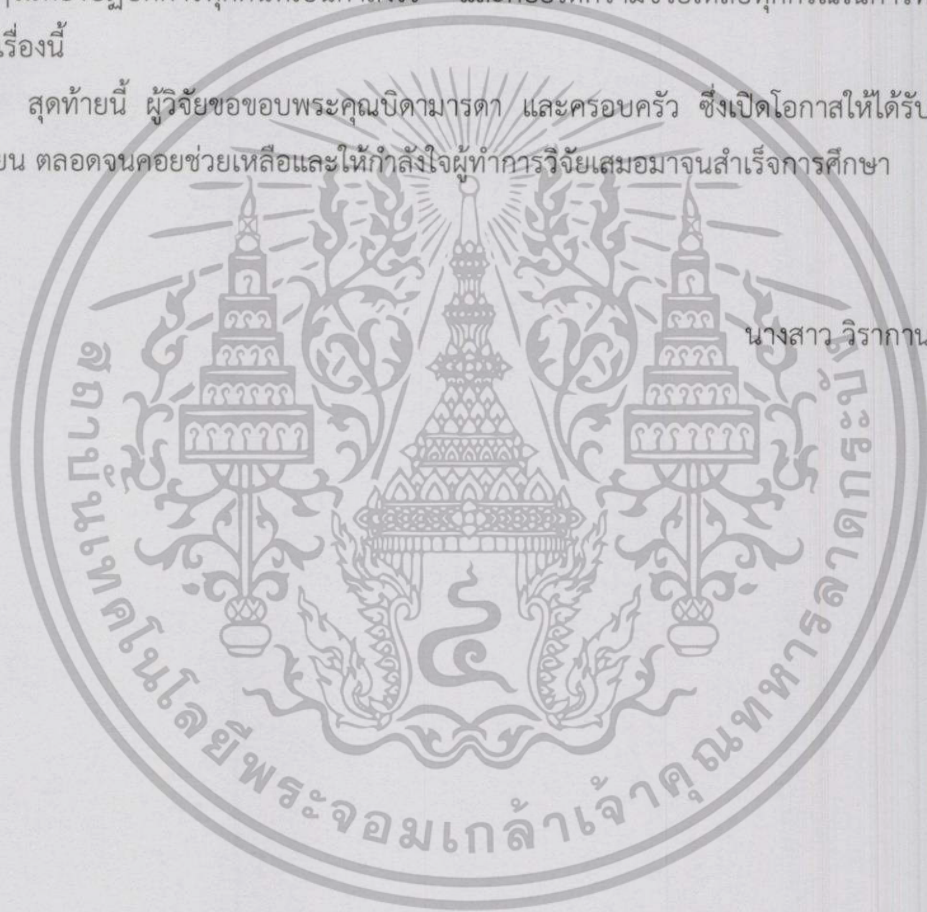 เรื่องนี้
สุดท้ายนี้ ผู้วิจัยขอขอบพระคุณบิดามารดา และครอบครัว ซึ่งเปิดโอกาสให้ได้รับ
ตลอดจนคอยช่วยเหลือและให้กำลังใจผู้ทำการวิจัยเสมอมาจนสำเร็จการศึกษา
นางสาว วิรากาน
สถาบันเทคโนโลยีพระจอมเกล้าเจ้าคุณทหารลาดกระบัง
๔